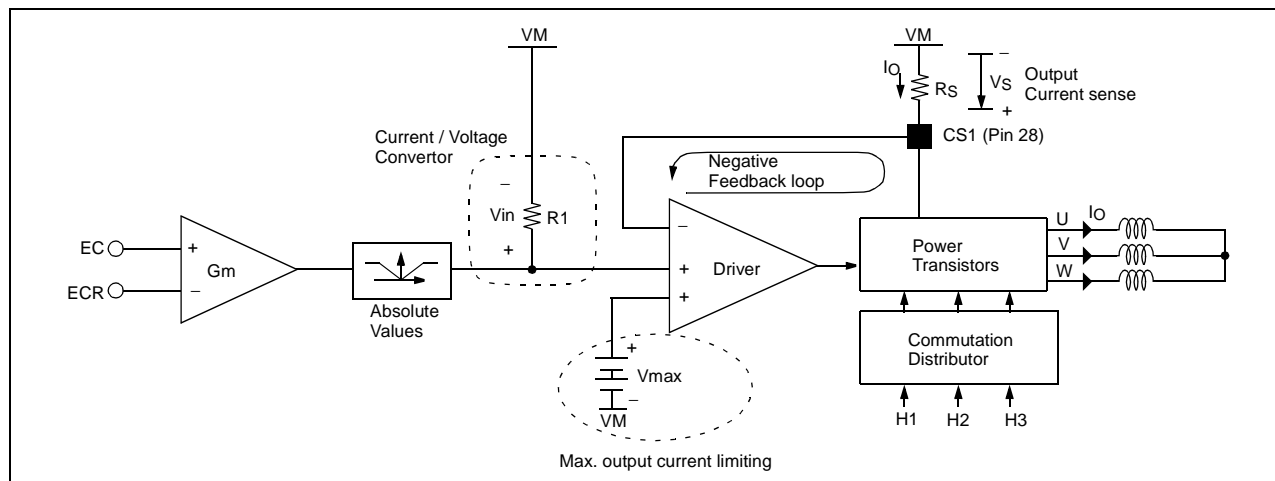 VM
VM
IO
RS
−
VS
+
Output
Current sense
CS1 (Pin 28)
Current / Voltage
Convertor
Negative
Feedback loop
−
Vin
R1
+
EC
+
Gm
ECR
−
Absolute
Values
−
+
Driver
+
Power
Transistors
U
IO
V
W
Commutation
Distributor
+
Vmax
−
VM
H1
H2
H3
Max. output current limiting